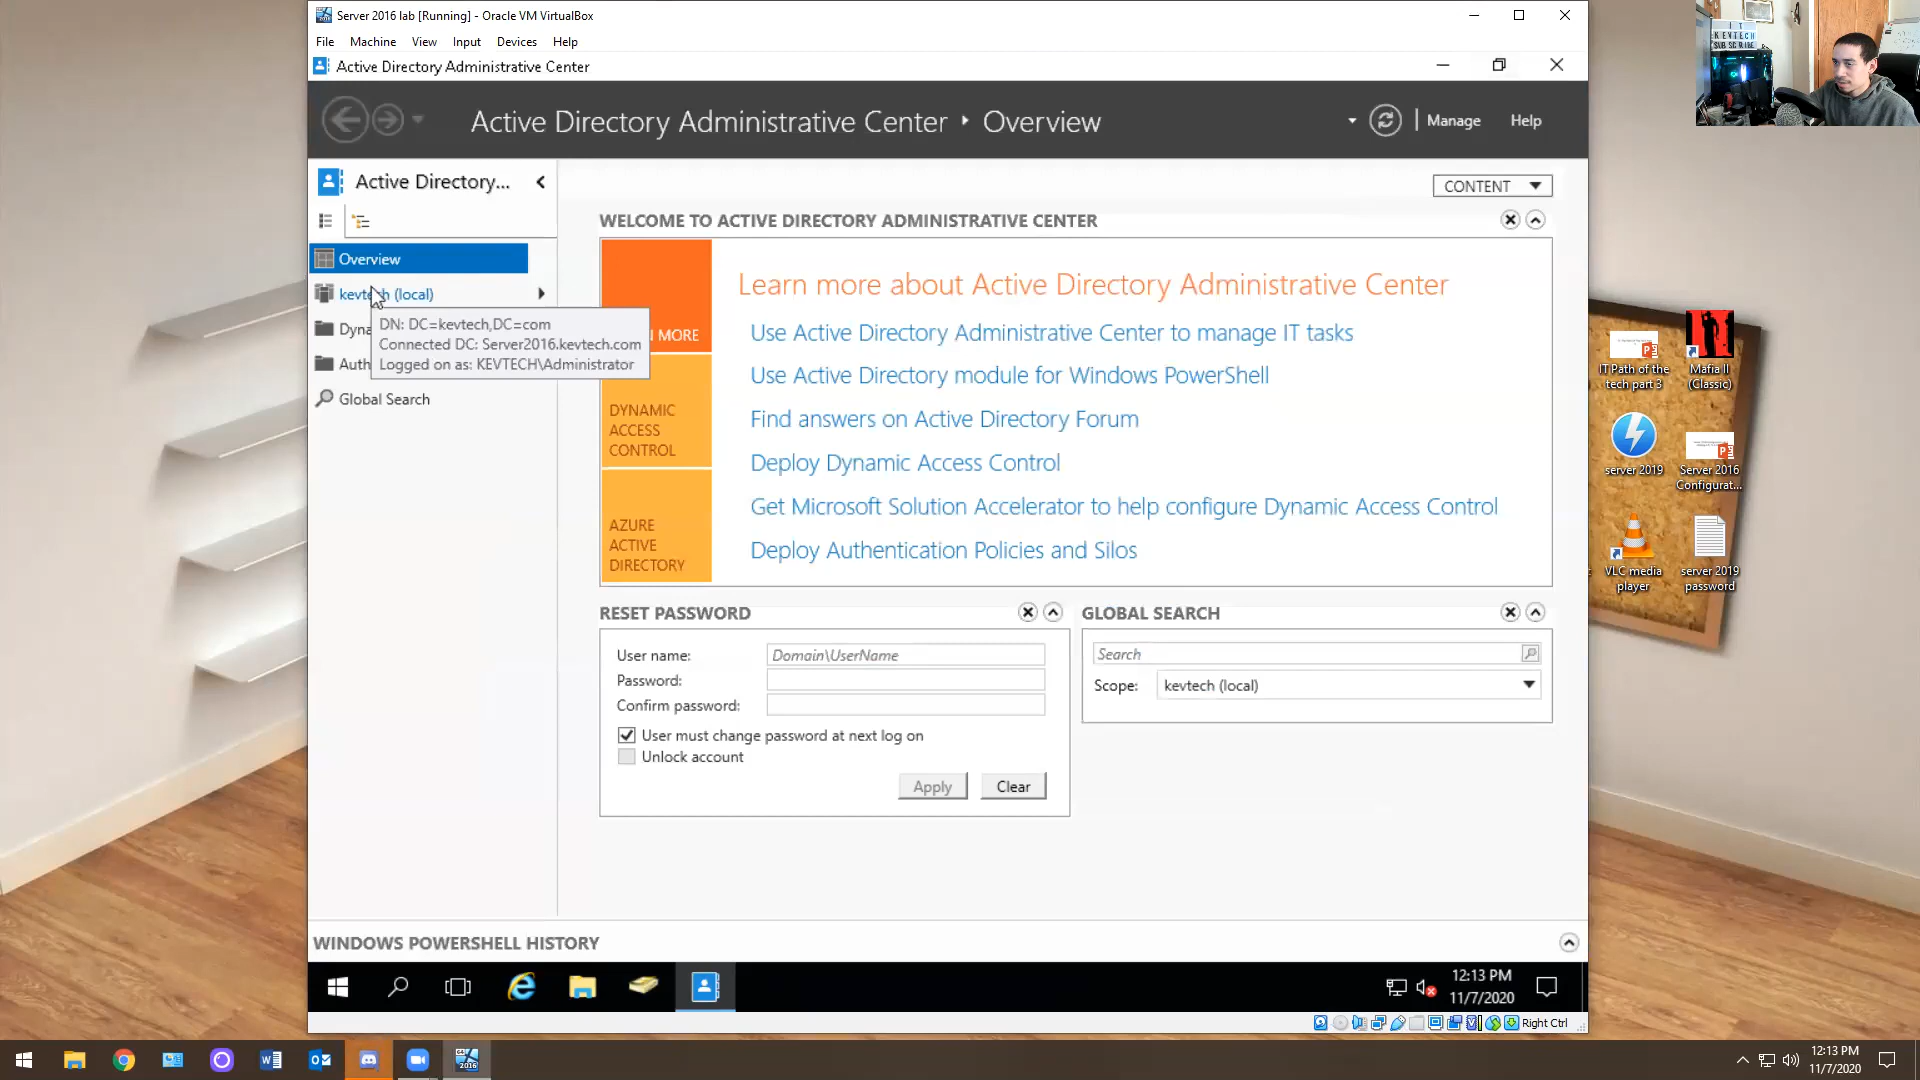 Server 2016 lab [Running] - Oracle VM VirtualBox
File Machine View Input Devices Help
Active Directory Administrative Center
Active Directory Administrative Center Overview
Manage Help
Active Directory...
CONTENT
Overview
kevtech (local)
Dyna
Auth
Global Search
DN: DC=kevtech,DC=com
Connected DC: Server2016.kevtech.com
Logged on as: KEVTECH\Administrator
WELCOME TO ACTIVE DIRECTORY ADMINISTRATIVE CENTER
N MORE
DYNAMIC
ACCESS
CONTROL
AZURE
ACTIVE
DIRECTORY
Learn more about Active Directory Administrative Center
Use Active Directory Administrative Center to manage IT tasks
Use Active Directory module for Windows PowerShell
Find answers on Active Directory Forum
Deploy Dynamic Access Control
Get Microsoft Solution Accelerator to help configure Dynamic Access Control
Deploy Authentication Policies and Silos
RESET PASSWORD
User name:
Domain\UserName
Password:
Confirm password:
User must change password at next log on
Unlock account
Apply
Clear
GLOBAL SEARCH
Search
Scope:
kevtech (local)
WINDOWS POWERSHELL HISTORY
12:13 PM
11/7/2020
Right Ctrl
IT Path of the
tech part 3
Mafia II
(Classic)
server 2019
Server 2016
Configurat...
VLC media
player
server 2019
password
IT
KEVTECH
SUBSCRIBE
2016
12:13 PM
11/7/2020